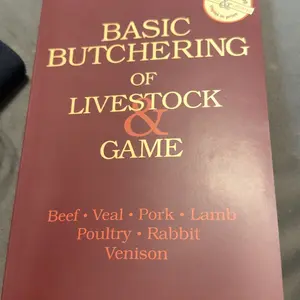 BASIC
BUTCHERING
OF
LIVESTOCK
&
GAME
Beef • Veal • Pork • Lamb
Poultry • Rabbit
Venison